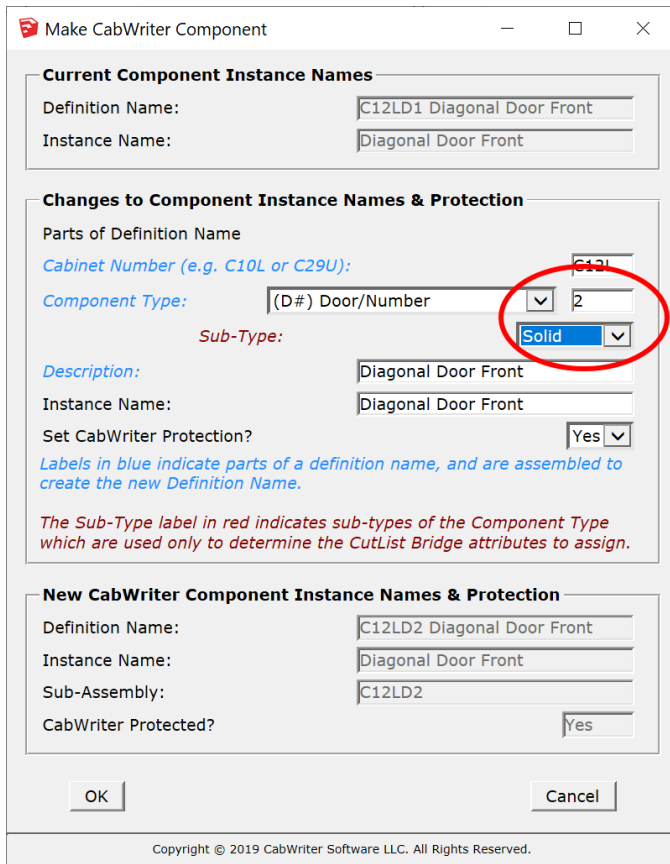 Make CabWriter Component
Current Component Instance Names
Definition Name: C12LD1 Diagonal Door Front
Instance Name: Diagonal Door Front
Changes to Component Instance Names & Protection
Parts of Definition Name
Cabinet Number (e.g. C10L or C29U): C12L
Component Type: (D#) Door/Number 2
Sub-Type: Solid
Description: Diagonal Door Front
Instance Name: Diagonal Door Front
Set CabWriter Protection? Yes
Labels in blue indicate parts of a definition name, and are assembled to
create the new Definition Name.
The Sub-Type label in red indicates sub-types of the Component Type
which are used only to determine the CutList Bridge attributes to assign.
New CabWriter Component Instance Names & Protection
Definition Name: C12LD2 Diagonal Door Front
Instance Name: Diagonal Door Front
Sub-Assembly: C12LD2
CabWriter Protected? Yes
OK Cancel
Copyright © 2019 CabWriter Software LLC. All Rights Reserved.